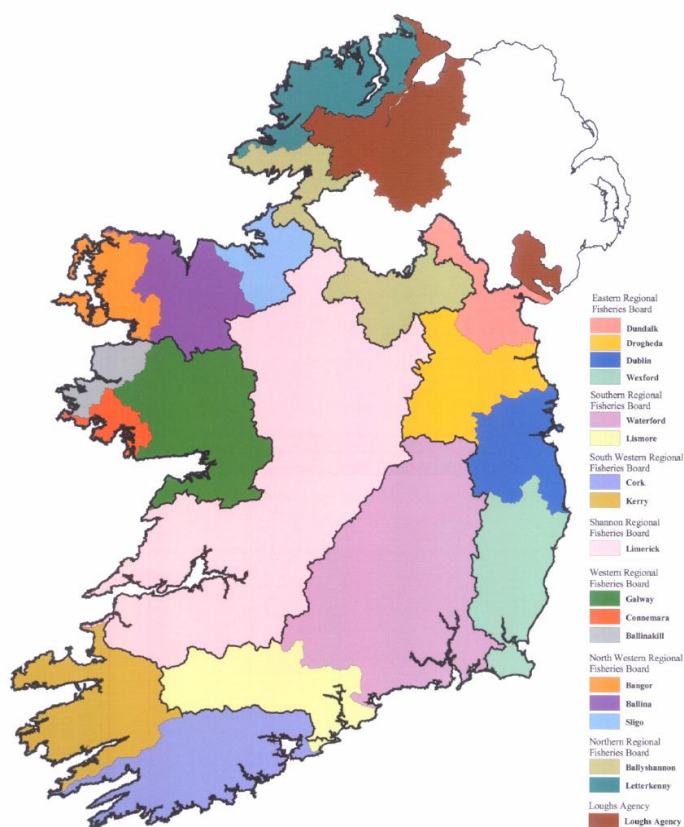 Eastern Regional
Fisheries Board
Dundalk
Drogheda
Dublin
Wexford
Southern Regional
Fisheries Board
Waterford
Lismore
South Western Regional
Fisheries Board
Cork
Kerry
Shannon Regional
Fisheries Board
Limerick
Western Regional
Fisheries Board
Galway
Connemara
Ballinakill
North Western Regional
Fisheries Board
Bangor
Ballina
Sligo
Northern Regional
Fisheries Board
Ballyshannon
Letterkenny
Loughs Agency
Loughs Agency